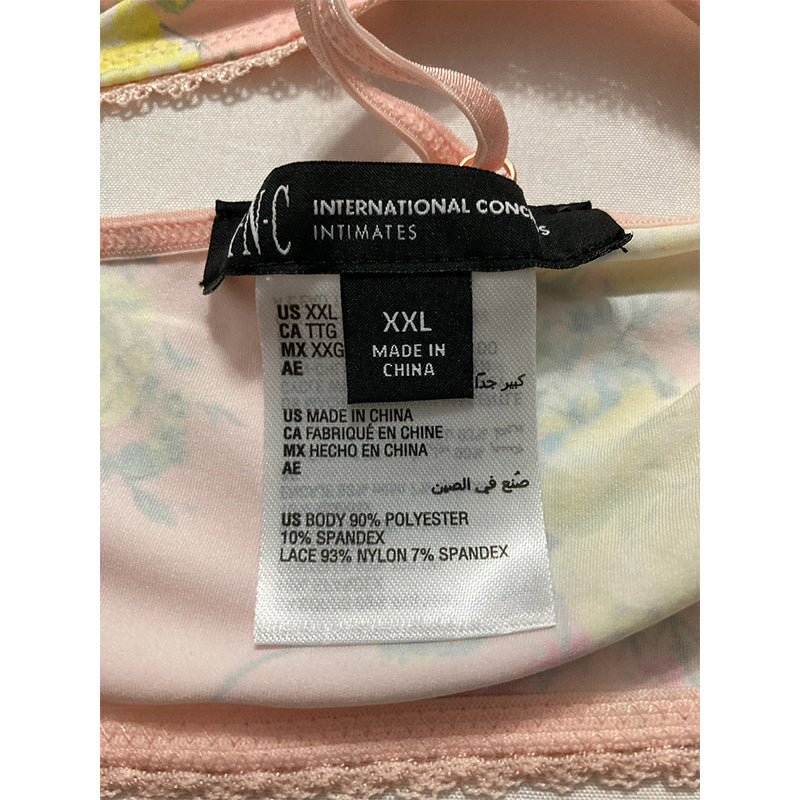 N·C
INTERNATIONAL CONC
INTIMATES
XXL
MADE IN
CHINA
US XXL
CA TTG
MX XXG
AE
كبير جداً
US MADE IN CHINA
CA FABRIQUÉ EN CHINE
MX HECHO EN CHINA
AE
صُنع في الصين
US BODY 90% POLYESTER
10% SPANDEX
LACE 93% NYLON 7% SPANDEX